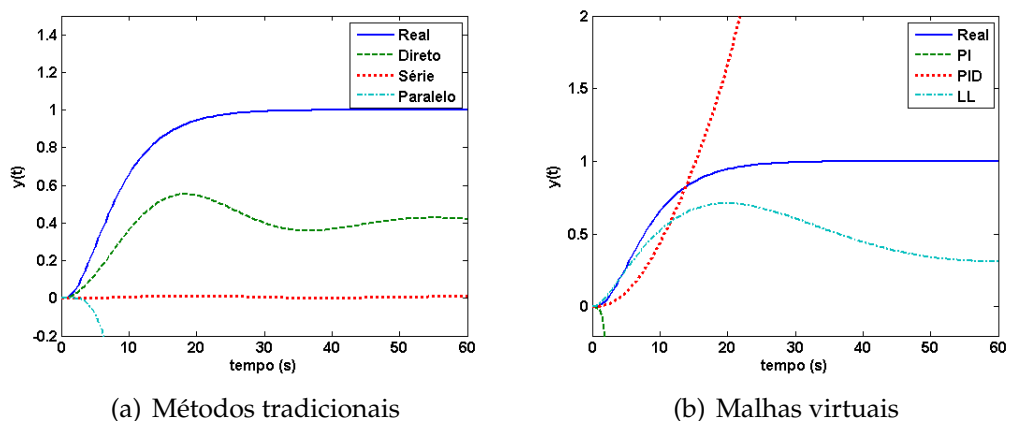 1.4
1.2
1
0.8
0.6
0.4
0.2
0
-0.2
y(t)
0
10
20
30
40
50
60
tempo (s)
Real
Direto
Série
Paralelo
(a) Métodos tradicionais
2
1.5
1
0.5
0
y(t)
0
10
20
30
40
50
60
tempo (s)
Real
PI
PID
LL
(b) Malhas virtuais